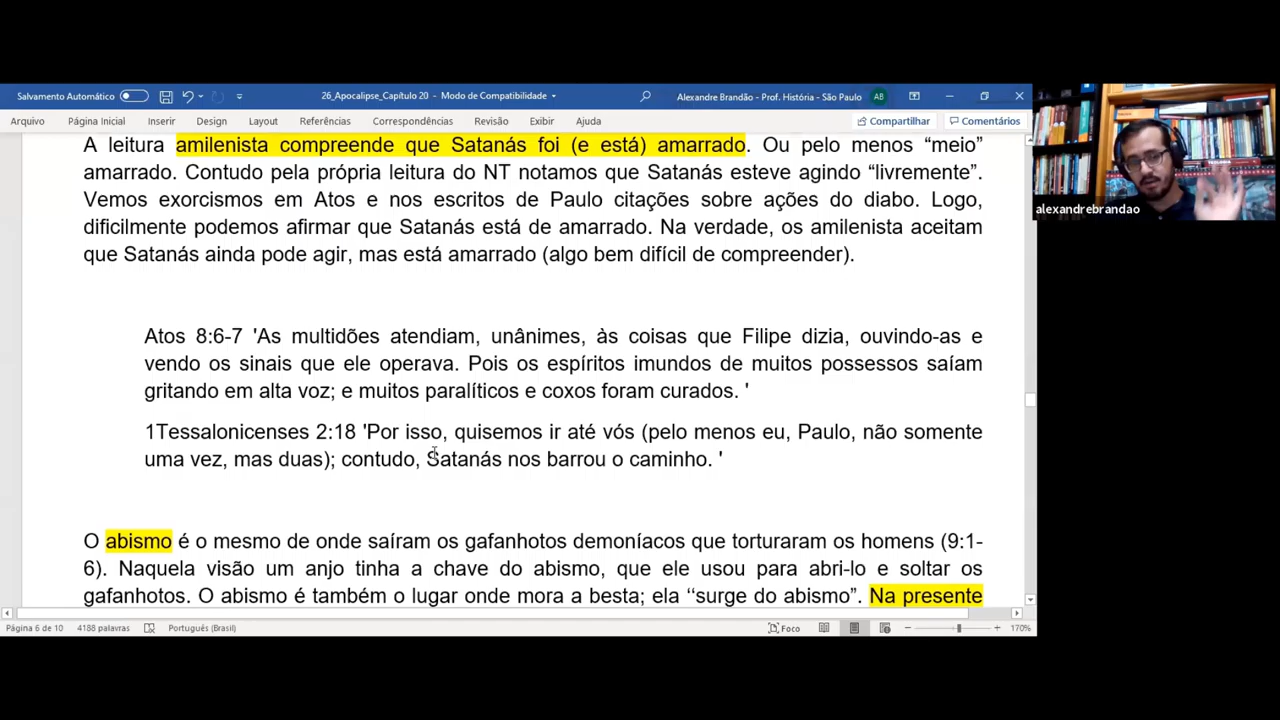 Salvamento Automático
26_Apocalipse_Capítulo 20 - Modo de Compatibilidade
Alexandre Brandão - Prof. História - São Paulo
AB
Arquivo Página Inicial Inserir Design Layout Referências Correspondências Revisão Exibir Ajuda
Compartilhar Comentários
A leitura amilenista compreende que Satanás foi (e está) amarrado. Ou pelo menos “meio”
amarrado. Contudo pela própria leitura do NT notamos que Satanás esteve agindo “livremente”.
Vemos exorcismos em Atos e nos escritos de Paulo citações sobre ações do diabo. Logo,
dificilmente podemos afirmar que Satanás está de amarrado. Na verdade, os amilenista aceitam
que Satanás ainda pode agir, mas está amarrado (algo bem difícil de compreender).
Atos 8:6-7 'As multidões atendiam, unânimes, às coisas que Filipe dizia, ouvindo-as e
vendo os sinais que ele operava. Pois os espíritos imundos de muitos possessos saíam
gritando em alta voz; e muitos paralíticos e coxos foram curados. '
1Tessalonicenses 2:18 'Por isso, quisemos ir até vós (pelo menos eu, Paulo, não somente
uma vez, mas duas); contudo, Satanás nos barrou o caminho. '
O abismo é o mesmo de onde saíram os gafanhotos demoníacos que torturaram os homens (9:1-
6). Naquela visão um anjo tinha a chave do abismo, que ele usou para abri-lo e soltar os
gafanhotos. O abismo é também o lugar onde mora a besta; ela “surge do abismo”. Na presente
Página 6 de 10 4188 palavras Português (Brasil) Foco 170%
alexandrebrandao